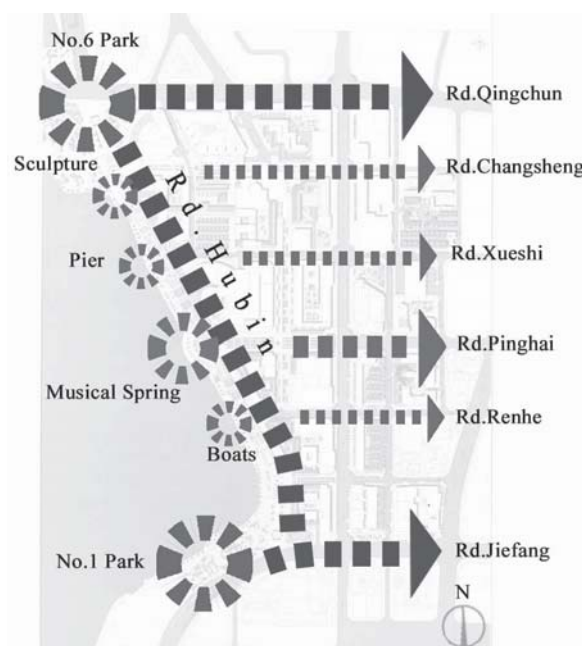 No.6 Park
Rd.Qingchun
Sculpture
Rd.Changsheng
Rd.Hubin
Pier
Rd.Xueshi
Musical Spring
Rd.Pinghai
Boats
Rd.Renhe
No.1 Park
Rd.Jiefang
N